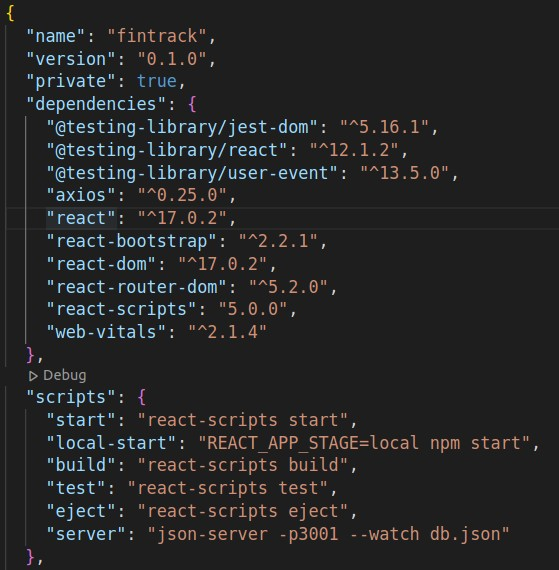 {
"name": "fintrack",
"version": "0.1.0",
"private": true,
"dependencies": {
"@testing-library/jest-dom": "^5.16.1",
"@testing-library/react": "^12.1.2",
"@testing-library/user-event": "^13.5.0",
"axios": "^0.25.0",
"react": "^17.0.2",
"react-bootstrap": "^2.2.1",
"react-dom": "^17.0.2",
"react-router-dom": "^5.2.0",
"react-scripts": "5.0.0",
"web-vitals": "^2.1.4"
},
Debug
"scripts": {
"start": "react-scripts start",
"local-start": "REACT_APP_STAGE=local npm start",
"build": "react-scripts build",
"test": "react-scripts test",
"eject": "react-scripts eject",
"server": "json-server -p3001 --watch db.json"
},